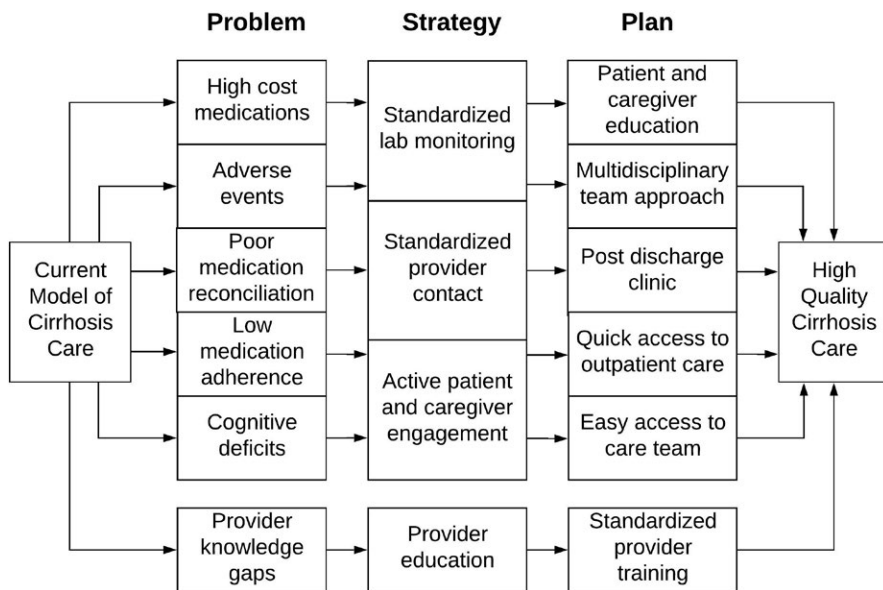 Problem
Strategy
Plan
Current
Model of
Cirrhosis
Care
High cost
medications
Adverse
events
Poor
medication
reconciliation
Low
medication
adherence
Cognitive
deficits
Provider
knowledge
gaps
Standardized
lab monitoring
Standardized
provider
contact
Active patient
and caregiver
engagement
Provider
education
Patient and
caregiver
education
Multidisciplinary
team approach
Post discharge
clinic
Quick access to
outpatient care
Easy access to
care team
Standardized
provider
training
High
Quality
Cirrhosis
Care